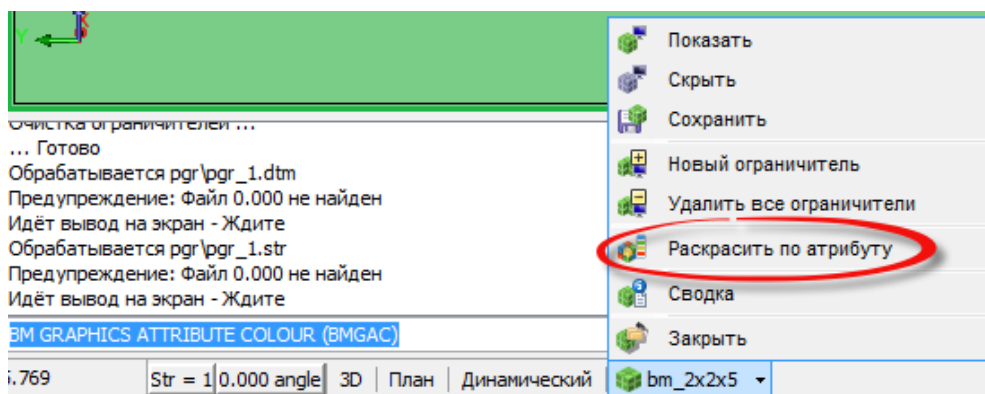 Y
Очистка ограничителей ...
... Готово
Обрабатывается pgr\pgr_1.dtm
Предупреждение: Файл 0.000 не найден
Идёт вывод на экран - Ждите
Обрабатывается pgr\pgr_1.str
Предупреждение: Файл 0.000 не найден
Идёт вывод на экран - Ждите
BM GRAPHICS ATTRIBUTE COLOUR (BMGAC)
Показать
Скрыть
Сохранить
Новый ограничитель
Удалить все ограничители
Раскрасить по атрибуту
Сводка
Закрыть
.769 Str = 1 0.000 angle 3D План Динамический bm_2x2x5